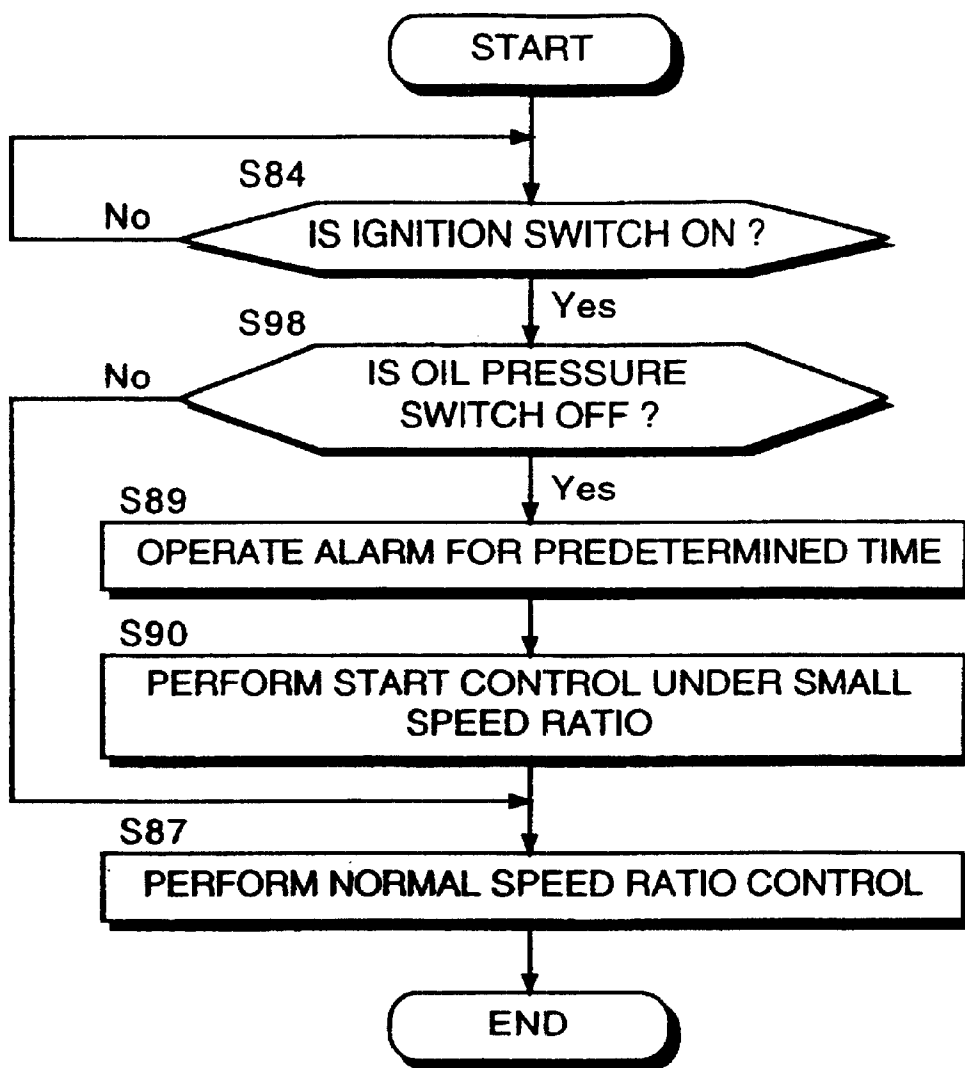 START
S84
No
IS IGNITION SWITCH ON ?
Yes
S98
No
IS OIL PRESSURE
SWITCH OFF ?
Yes
S89
OPERATE ALARM FOR PREDETERMINED TIME
S90
PERFORM START CONTROL UNDER SMALL
SPEED RATIO
S87
PERFORM NORMAL SPEED RATIO CONTROL
END